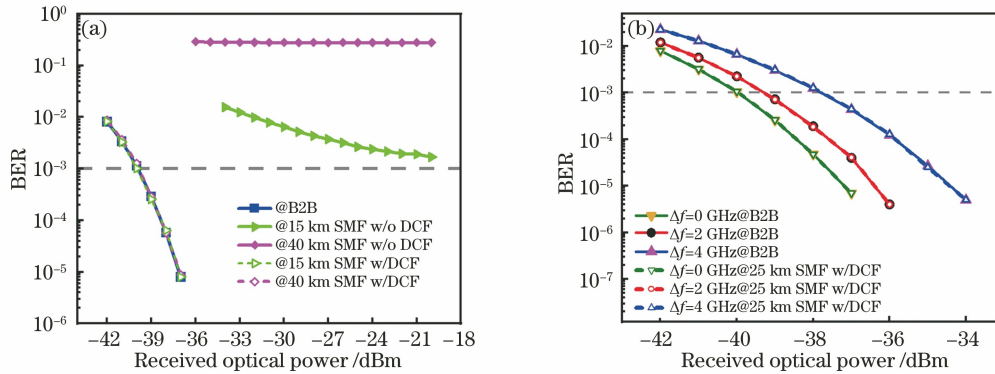 (a)
BER
10⁰
10⁻¹
10⁻²
10⁻³
10⁻⁴
10⁻⁵
10⁻⁶
@B2B
@15 km SMF w/o DCF
@40 km SMF w/o DCF
@15 km SMF w/DCF
@40 km SMF w/DCF
−42 −39 −36 −33 −30 −27 −24 −21 −18
Received optical power /dBm
(b)
BER
10⁻²
10⁻³
10⁻⁴
10⁻⁵
10⁻⁶
10⁻⁷
Δf=0 GHz@B2B
Δf=2 GHz@B2B
Δf=4 GHz@B2B
Δf=0 GHz@25 km SMF w/DCF
Δf=2 GHz@25 km SMF w/DCF
Δf=4 GHz@25 km SMF w/DCF
−42 −40 −38 −36 −34
Received optical power /dBm